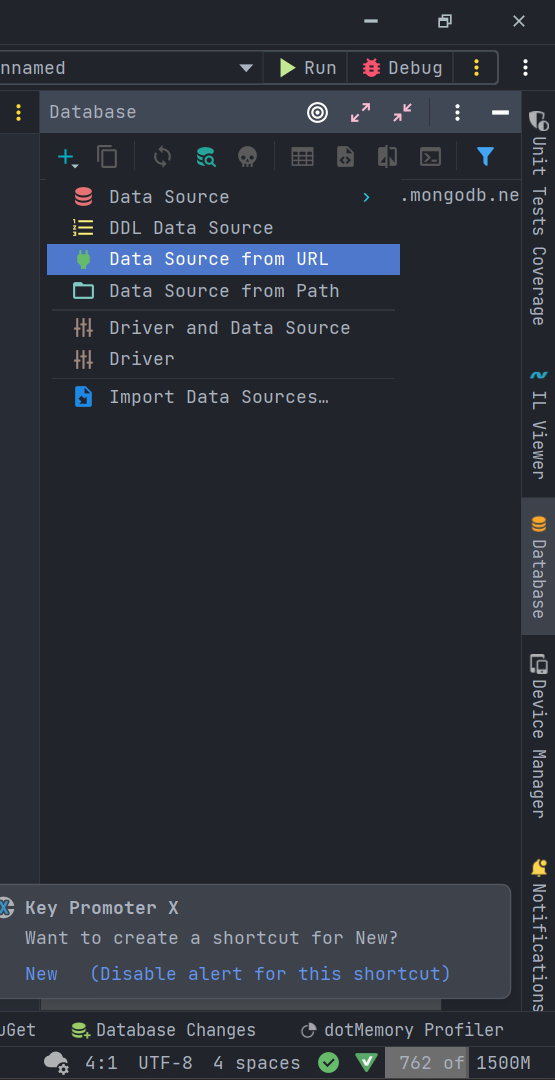 nnamed
Run
Debug
Database
.mongodb.ne
Data Source
DDL Data Source
Data Source from URL
Data Source from Path
Driver and Data Source
Driver
Import Data Sources…
Unit Tests Coverage
IL Viewer
Database
Device Manager
Notifications
Key Promoter X
Want to create a shortcut for New?
New (Disable alert for this shortcut)
uGet
Database Changes
dotMemory Profiler
4:1
UTF-8
4 spaces
762 of 1500M